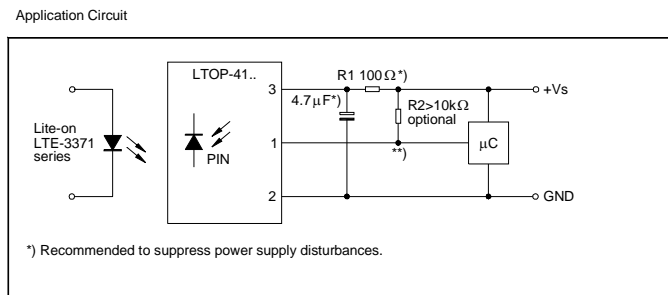 Application Circuit
LTOP-41..
3
R1 100Ω*)
4.7μF*)
+Vs
R2>10kΩ
optional
Lite-on
LTE-3371
series
PIN
1
**)
μC
2
GND
*) Recommended to suppress power supply disturbances.